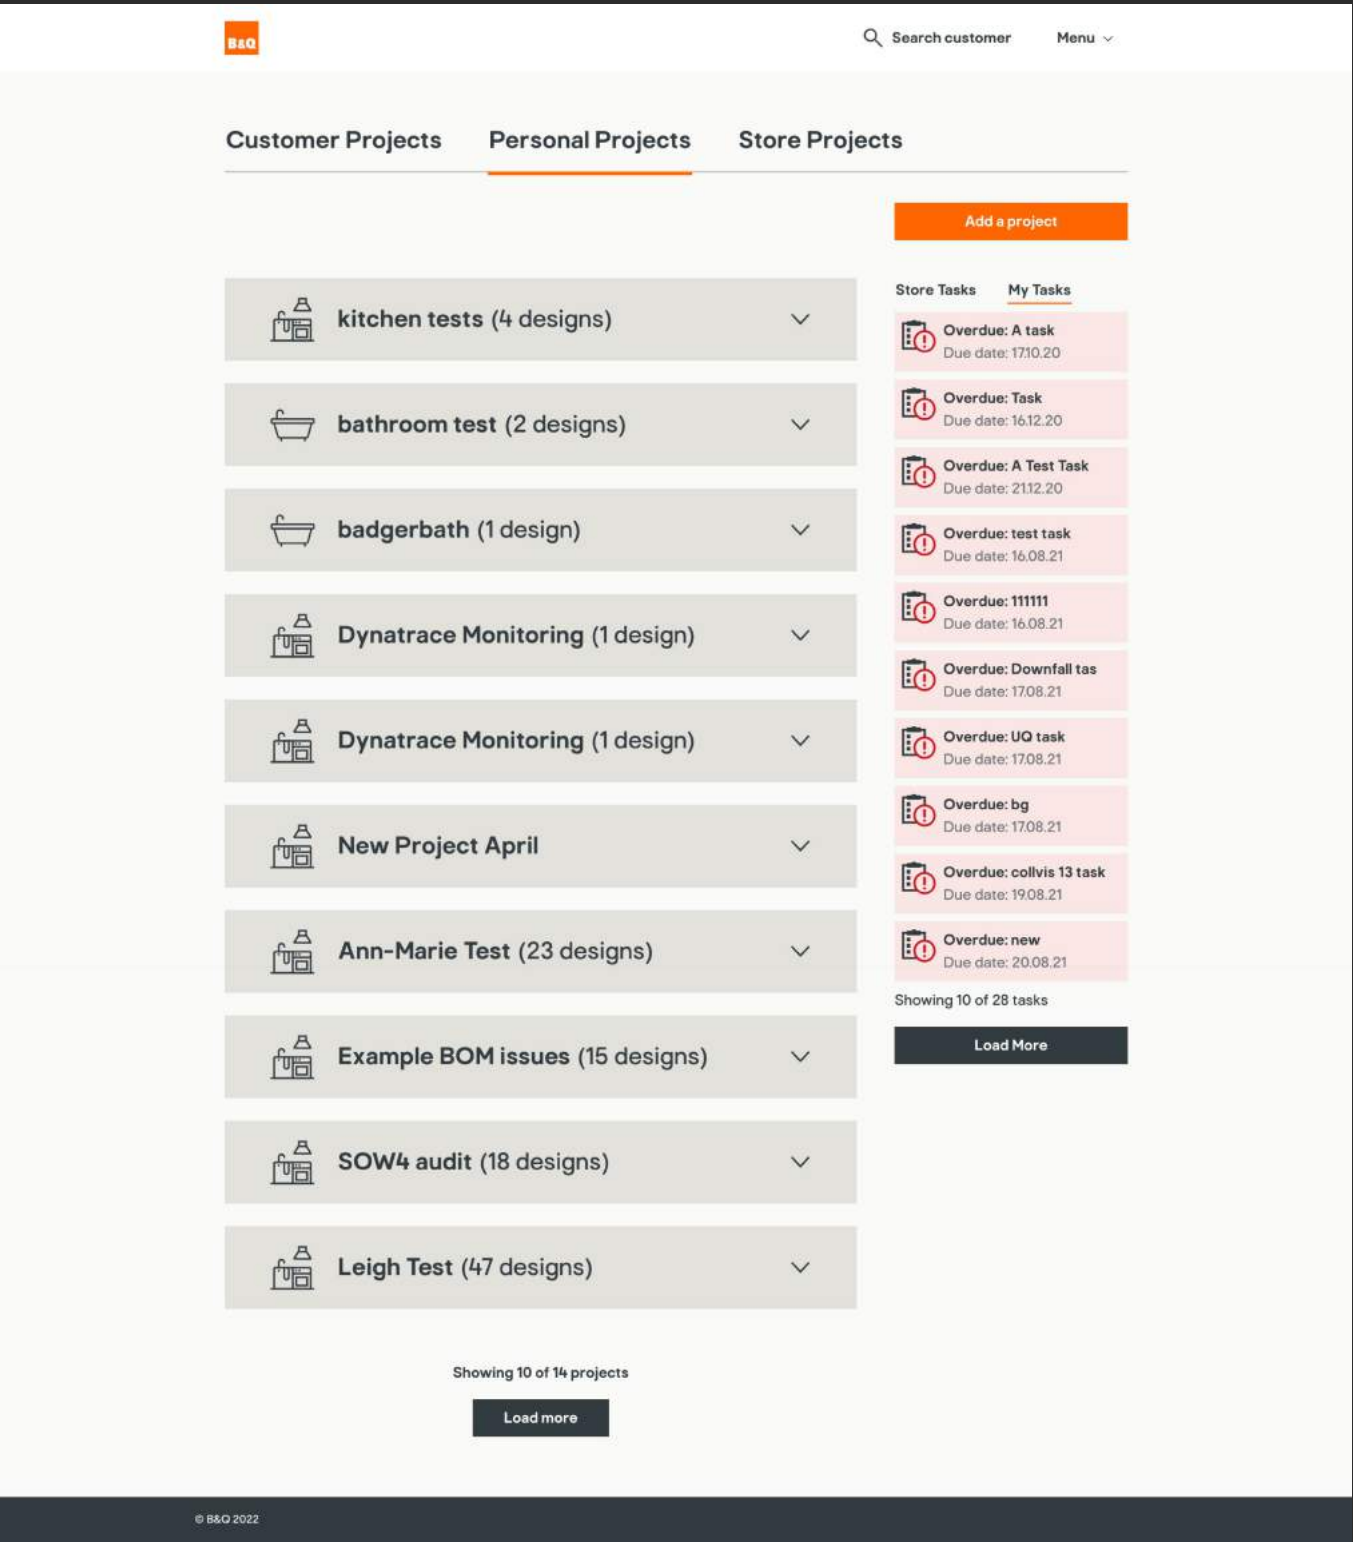 B&Q
Search customer
Menu
Customer Projects
Personal Projects
Store Projects
Add a project
kitchen tests (4 designs)
bathroom test (2 designs)
badgerbath (1 design)
Dynatrace Monitoring (1 design)
Dynatrace Monitoring (1 design)
New Project April
Ann-Marie Test (23 designs)
Example BOM issues (15 designs)
SOW4 audit (18 designs)
Leigh Test (47 designs)
Showing 10 of 14 projects
Load more
Store Tasks
My Tasks
Overdue: A task
Due date: 17.10.20
Overdue: Task
Due date: 16.12.20
Overdue: A Test Task
Due date: 21.12.20
Overdue: test task
Due date: 16.08.21
Overdue: 111111
Due date: 16.08.21
Overdue: Downfall tas
Due date: 17.08.21
Overdue: UQ task
Due date: 17.08.21
Overdue: bg
Due date: 17.08.21
Overdue: collvis 13 task
Due date: 19.08.21
Overdue: new
Due date: 20.08.21
Showing 10 of 28 tasks
Load More
© B&Q 2022